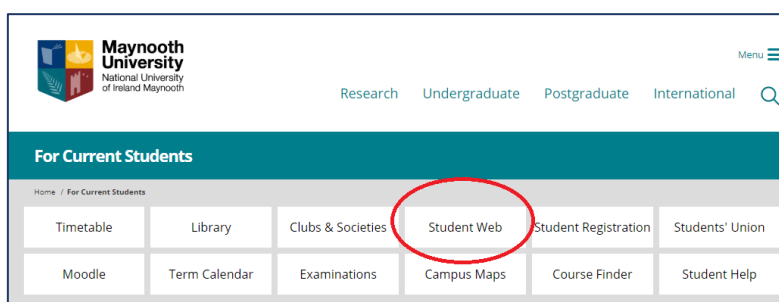 Maynooth
University
National University
of Ireland Maynooth
Menu
Research Undergraduate Postgraduate International
For Current Students
Home / For Current Students
Timetable Library Clubs & Societies Student Web Student Registration Students' Union
Moodle Term Calendar Examinations Campus Maps Course Finder Student Help